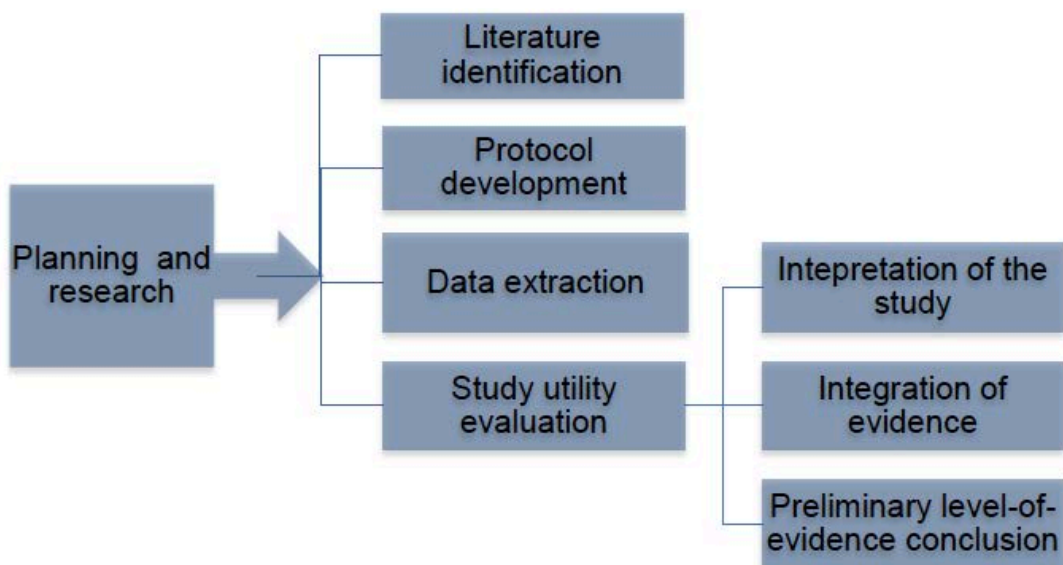 Planning and
research
Literature
identification
Protocol
development
Data extraction
Study utility
evaluation
Intepretation of the
study
Integration of
evidence
Preliminary level-of-
evidence conclusion